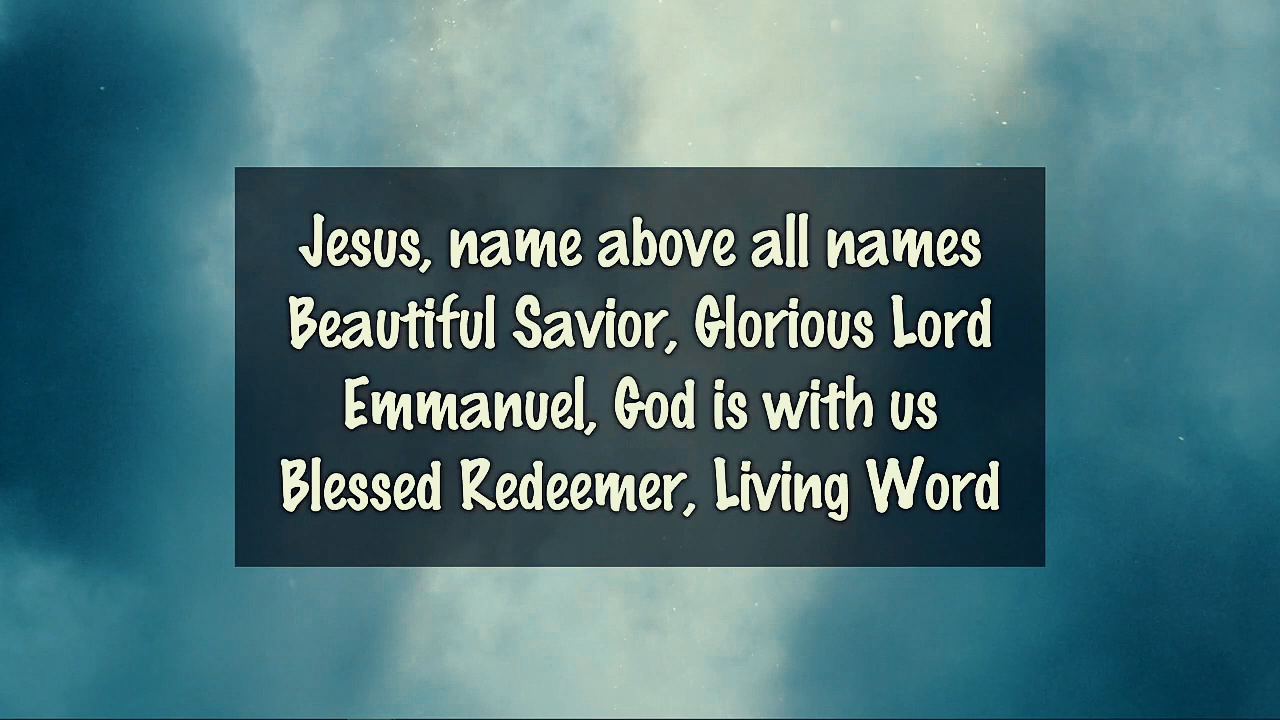 Jesus, name above all names
Beautiful Savior, Glorious Lord
Emmanuel, God is with us
Blessed Redeemer, Living Word